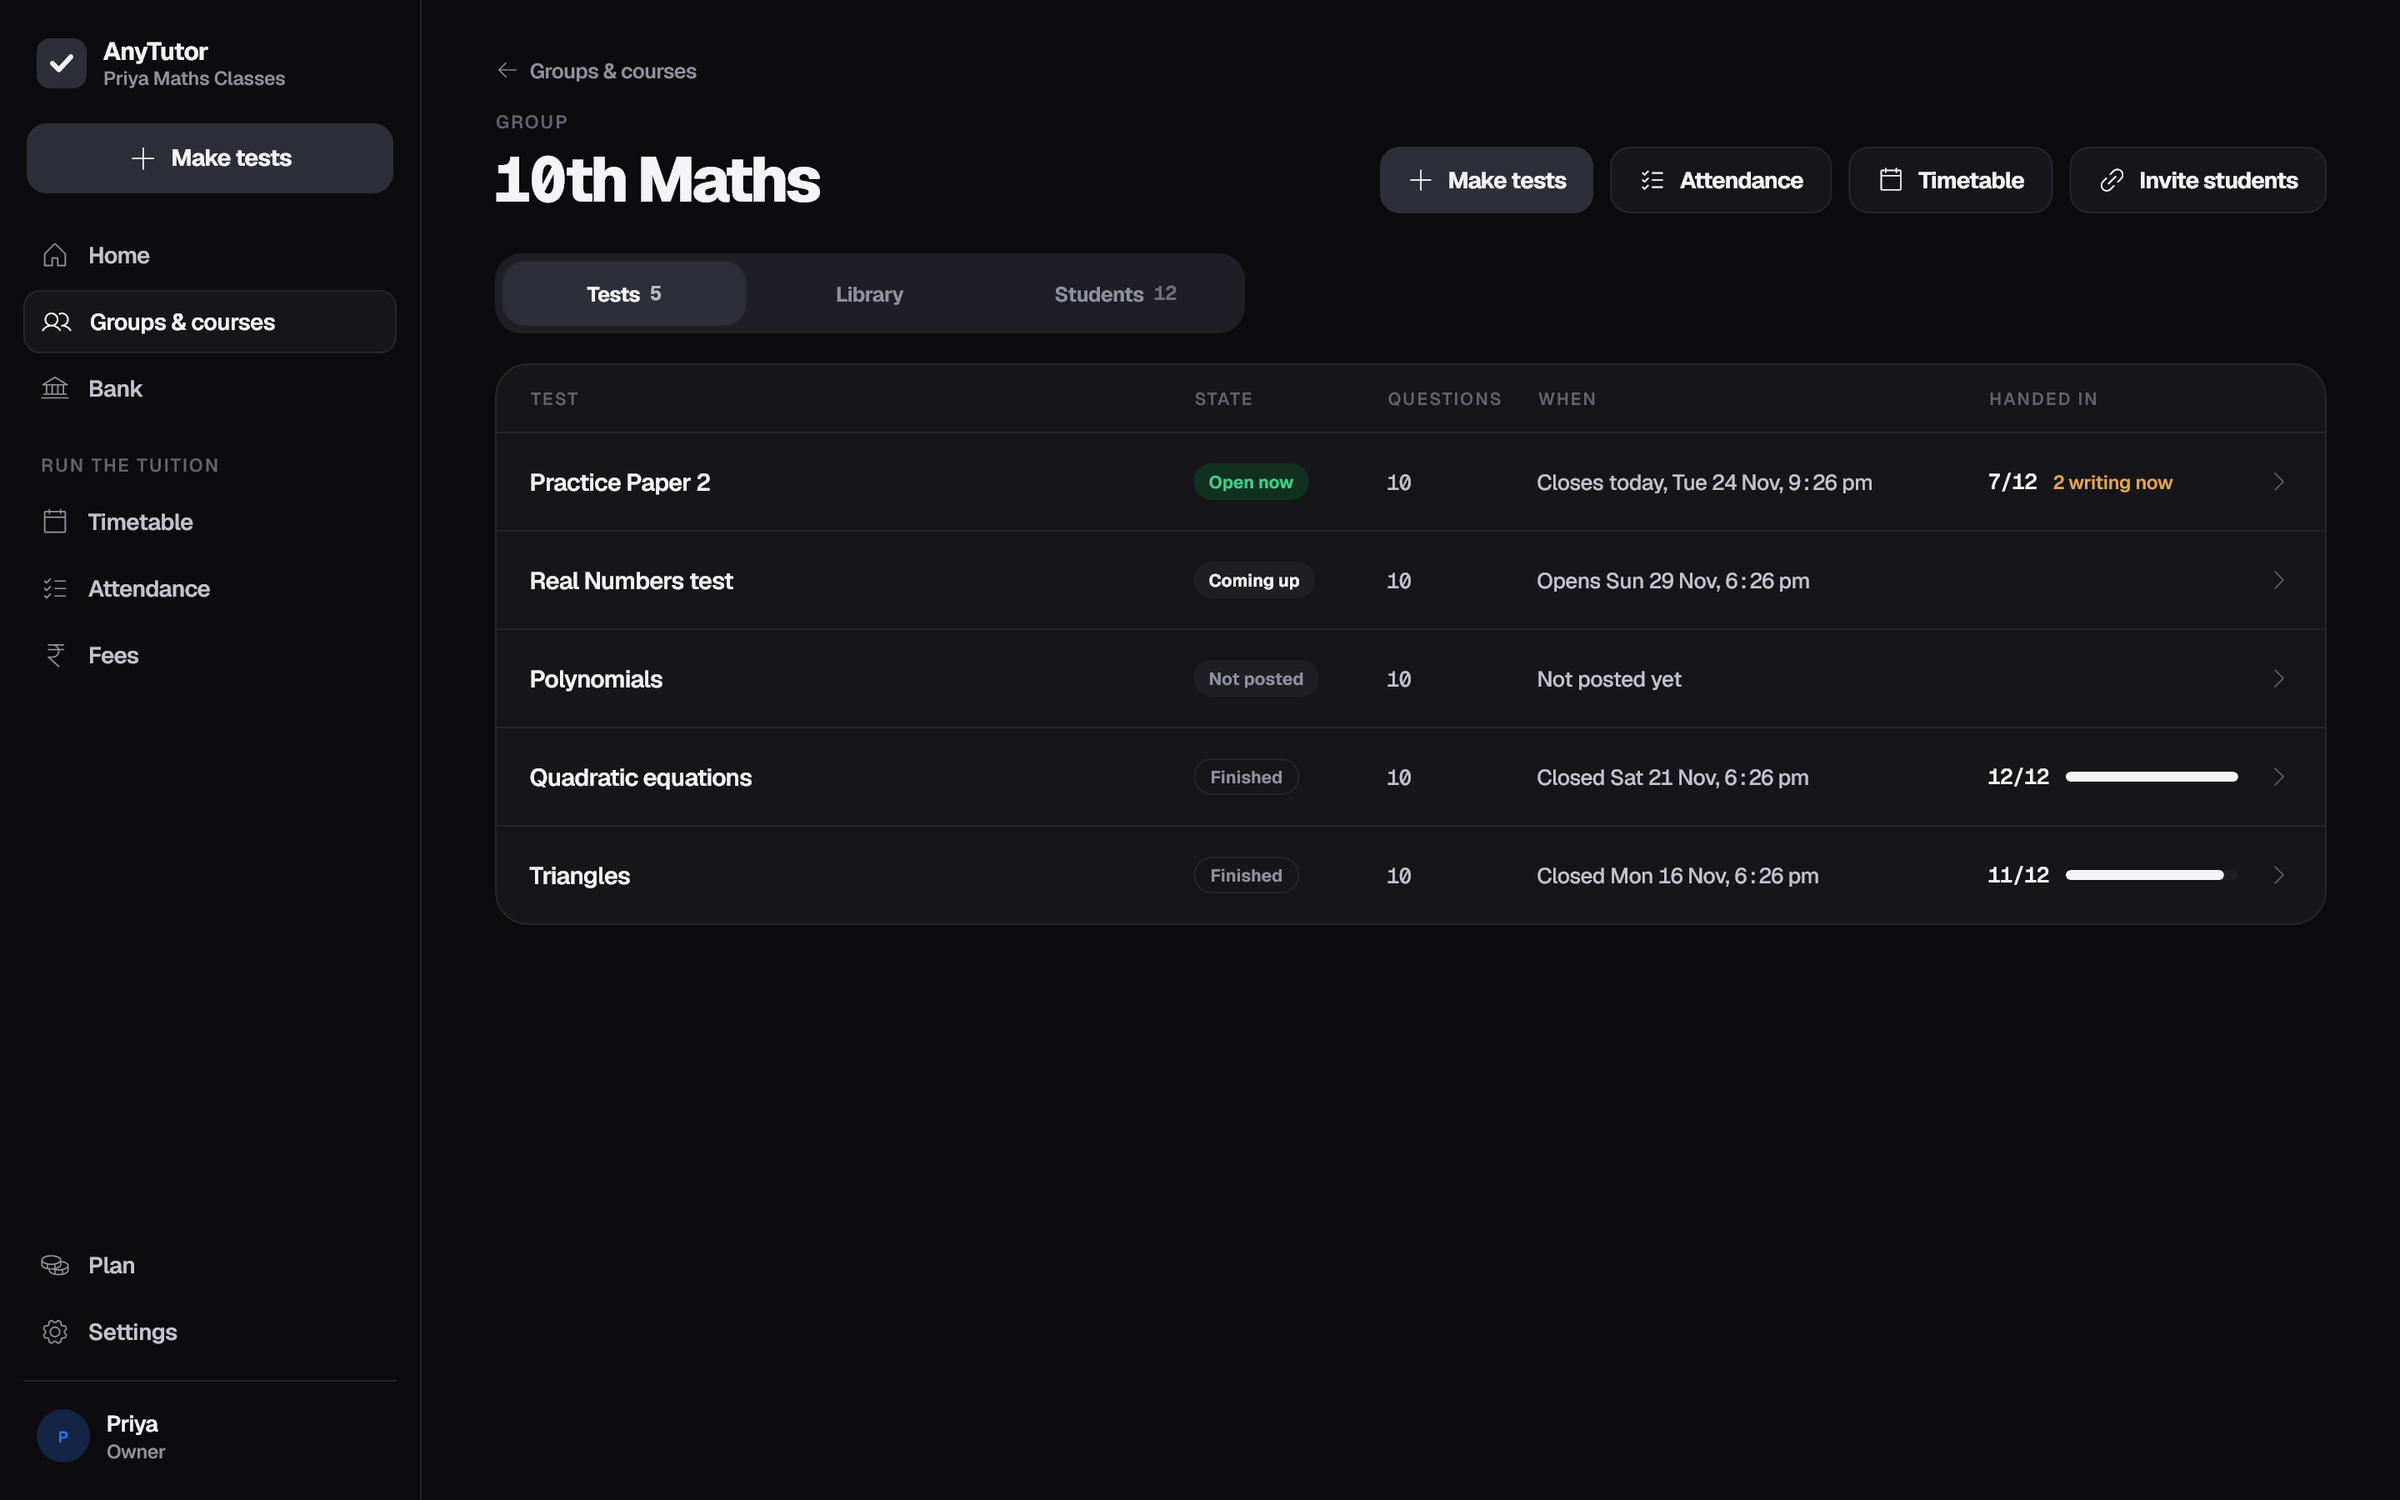 AnyTutor
Priya Maths Classes
Make tests
Home
Groups & courses
Bank
RUN THE TUITION
Timetable
Attendance
Fees
Plan
Settings
P
Priya
Owner
Groups & courses
GROUP
10th Maths
Make tests
Attendance
Timetable
Invite students
Tests 5
Library
Students 12
TEST STATE QUESTIONS WHEN HANDED IN
Practice Paper 2 Open now 10 Closes today, Tue 24 Nov, 9:26 pm 7/12 2 writing now
Real Numbers test Coming up 10 Opens Sun 29 Nov, 6:26 pm
Polynomials Not posted 10 Not posted yet
Quadratic equations Finished 10 Closed Sat 21 Nov, 6:26 pm 12/12
Triangles Finished 10 Closed Mon 16 Nov, 6:26 pm 11/12